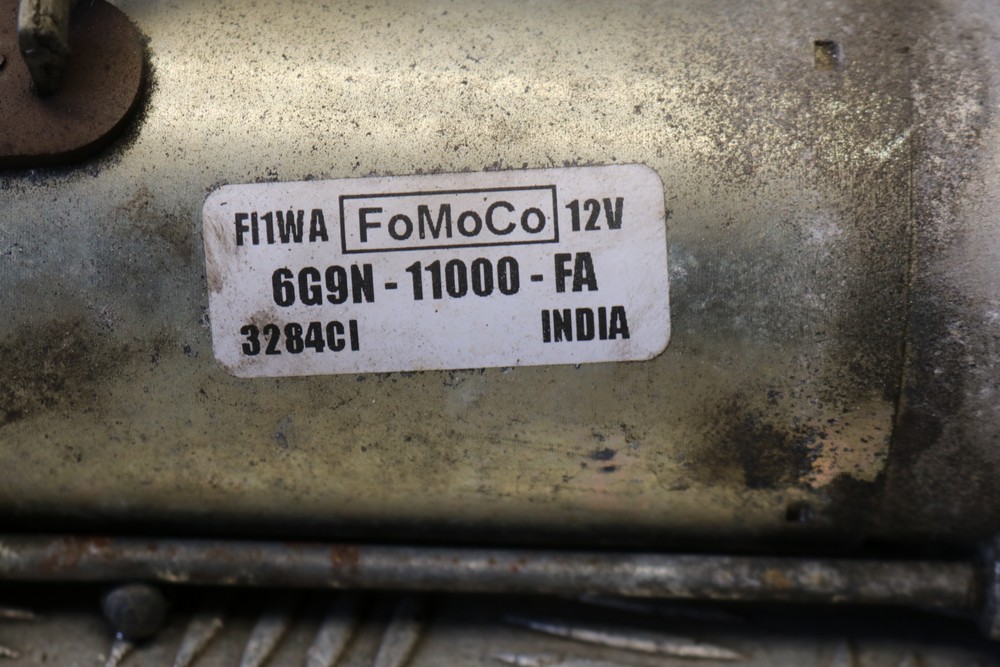 FI1WA FoMoCo 12V
6G9N - 11000 - FA
3284CI INDIA